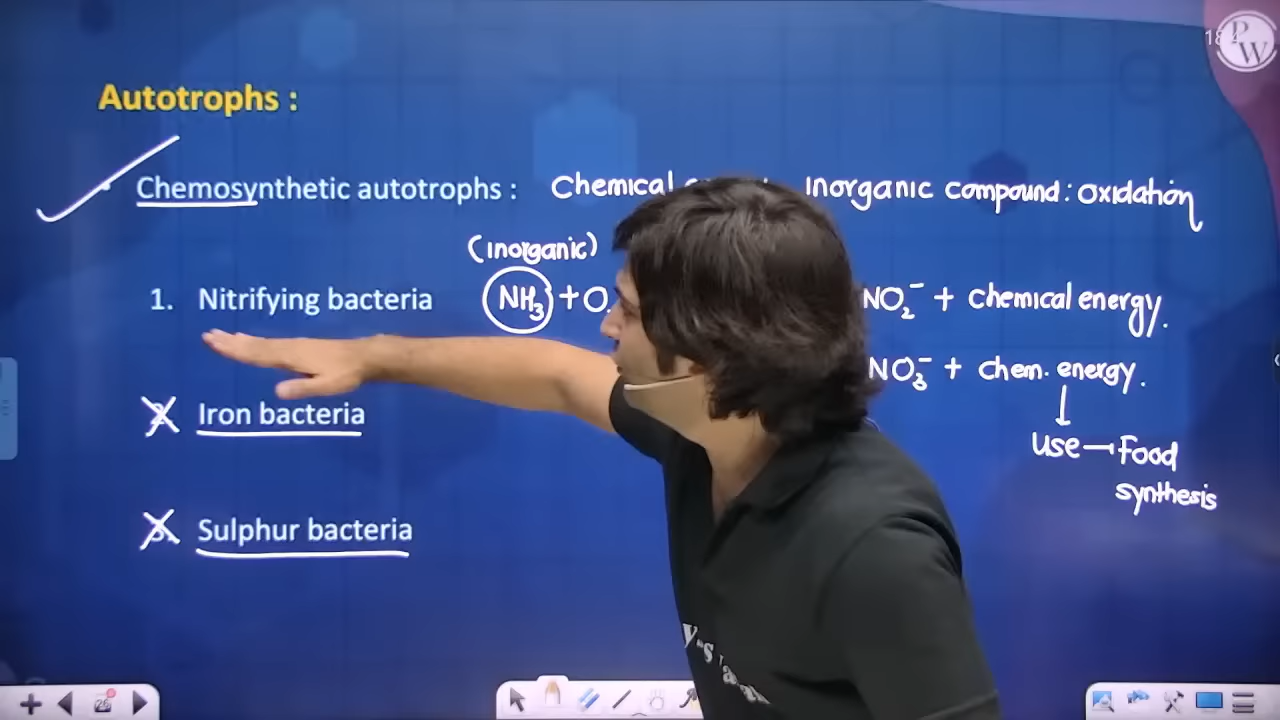 PW
Autotrophs :
Chemosynthetic autotrophs : Chemical Inorganic compound : Oxidation
(Inorganic)
1. Nitrifying bacteria NH₃ + O NO₂⁻ + Chemical energy.
NO₃⁻ + chem. energy.
Iron bacteria
use → Food
synthesis
Sulphur bacteria